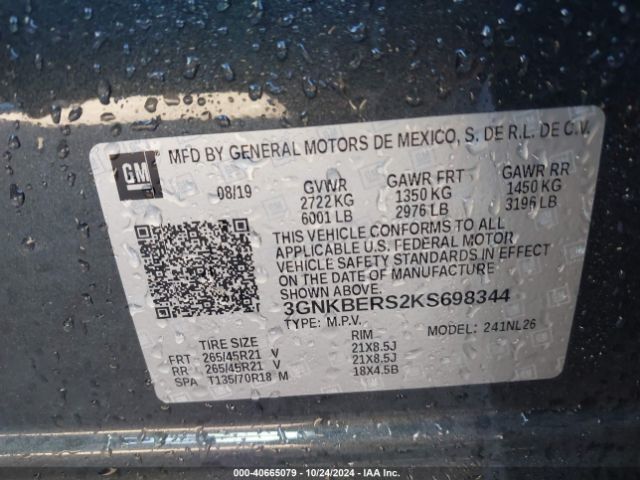 GM
MFD BY GENERAL MOTORS DE MEXICO, S. DE R.L. DE C.V.
08/19 GVWR GAWR FRT GAWR RR
2722 KG 1350 KG 1450 KG
6001 LB 2976 LB 3196 LB
THIS VEHICLE CONFORMS TO ALL
APPLICABLE U.S. FEDERAL MOTOR
VEHICLE SAFETY STANDARDS IN EFFECT
ON THE DATE OF MANUFACTURE
SHOWN ABOVE.
3GNKBERS2KS698344
TYPE: M.P.V. MODEL: 241NL26
TIRE SIZE RIM
FRT 265/45R21 V 21X8.5J
RR 265/45R21 V 21X8.5J
SPA T135/70R18 M 18X4.5B
000-40665079 - 10/24/2024 - IAA Inc.